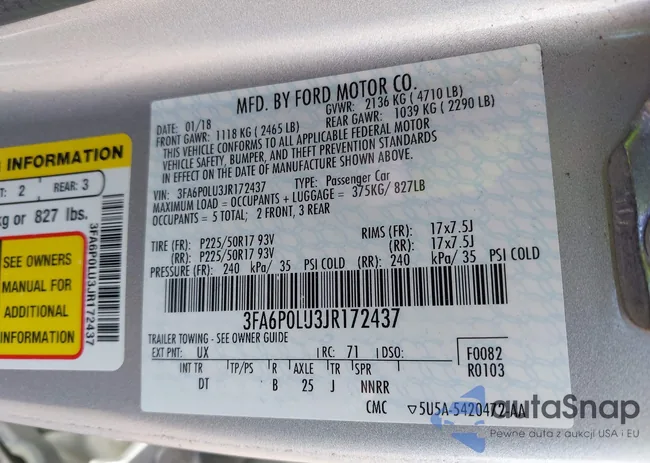 MFD. BY FORD MOTOR CO.
DATE: 01/18 GVWR: 2136 KG ( 4710 LB)
FRONT GAWR: 1118 KG ( 2465 LB) REAR GAWR: 1039 KG ( 2290 LB)
THIS VEHICLE CONFORMS TO ALL APPLICABLE FEDERAL MOTOR
VEHICLE SAFETY, BUMPER, AND THEFT PREVENTION STANDARDS
IN EFFECT ON THE DATE OF MANUFACTURE SHOWN ABOVE.
VIN: 3FA6P0LU3JR172437 TYPE: Passenger Car
MAXIMUM LOAD = OCCUPANTS + LUGGAGE = 375KG/ 827LB
OCCUPANTS = 5 TOTAL; 2 FRONT, 3 REAR
TIRE (FR): P225/50R17 93V RIMS (FR): 17x7.5J
(RR): P225/50R17 93V (RR): 17x7.5J
PRESSURE (FR): 240 kPa/ 35 PSI COLD (RR): 240 kPa/ 35 PSI COLD
3FA6P0LU3JR172437
TRAILER TOWING - SEE OWNER GUIDE
EXT PNT: UX RC: 71 DSO: F0082
INT TR TP/PS R AXLE TR SPR R0103
DT B 25 J NNRR
CMC ▽5U5A-5420472-AA
R INFORMATION
T: 2 REAR: 3
kg or 827 lbs.
SEE OWNERS
MANUAL FOR
ADDITIONAL
INFORMATION
3FA6P0LU3JR172437
autaSnap
Pewne auta z aukcji USA i EU